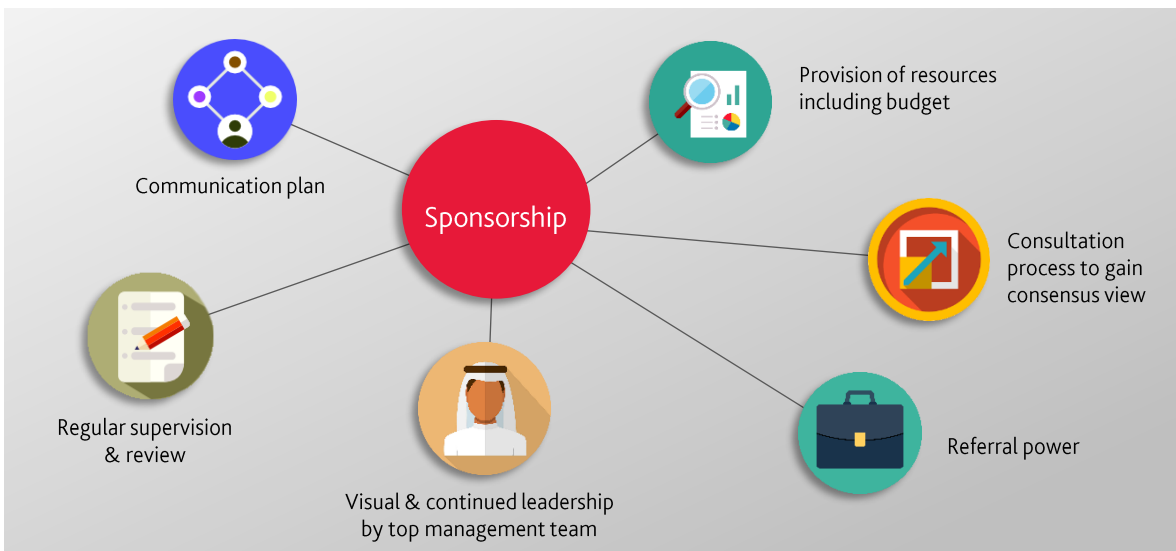 Provision of resources
including budget
Communication plan
Sponsorship
Consultation
process to gain
consensus view
Regular supervision
& review
Referral power
Visual & continued leadership
by top management team